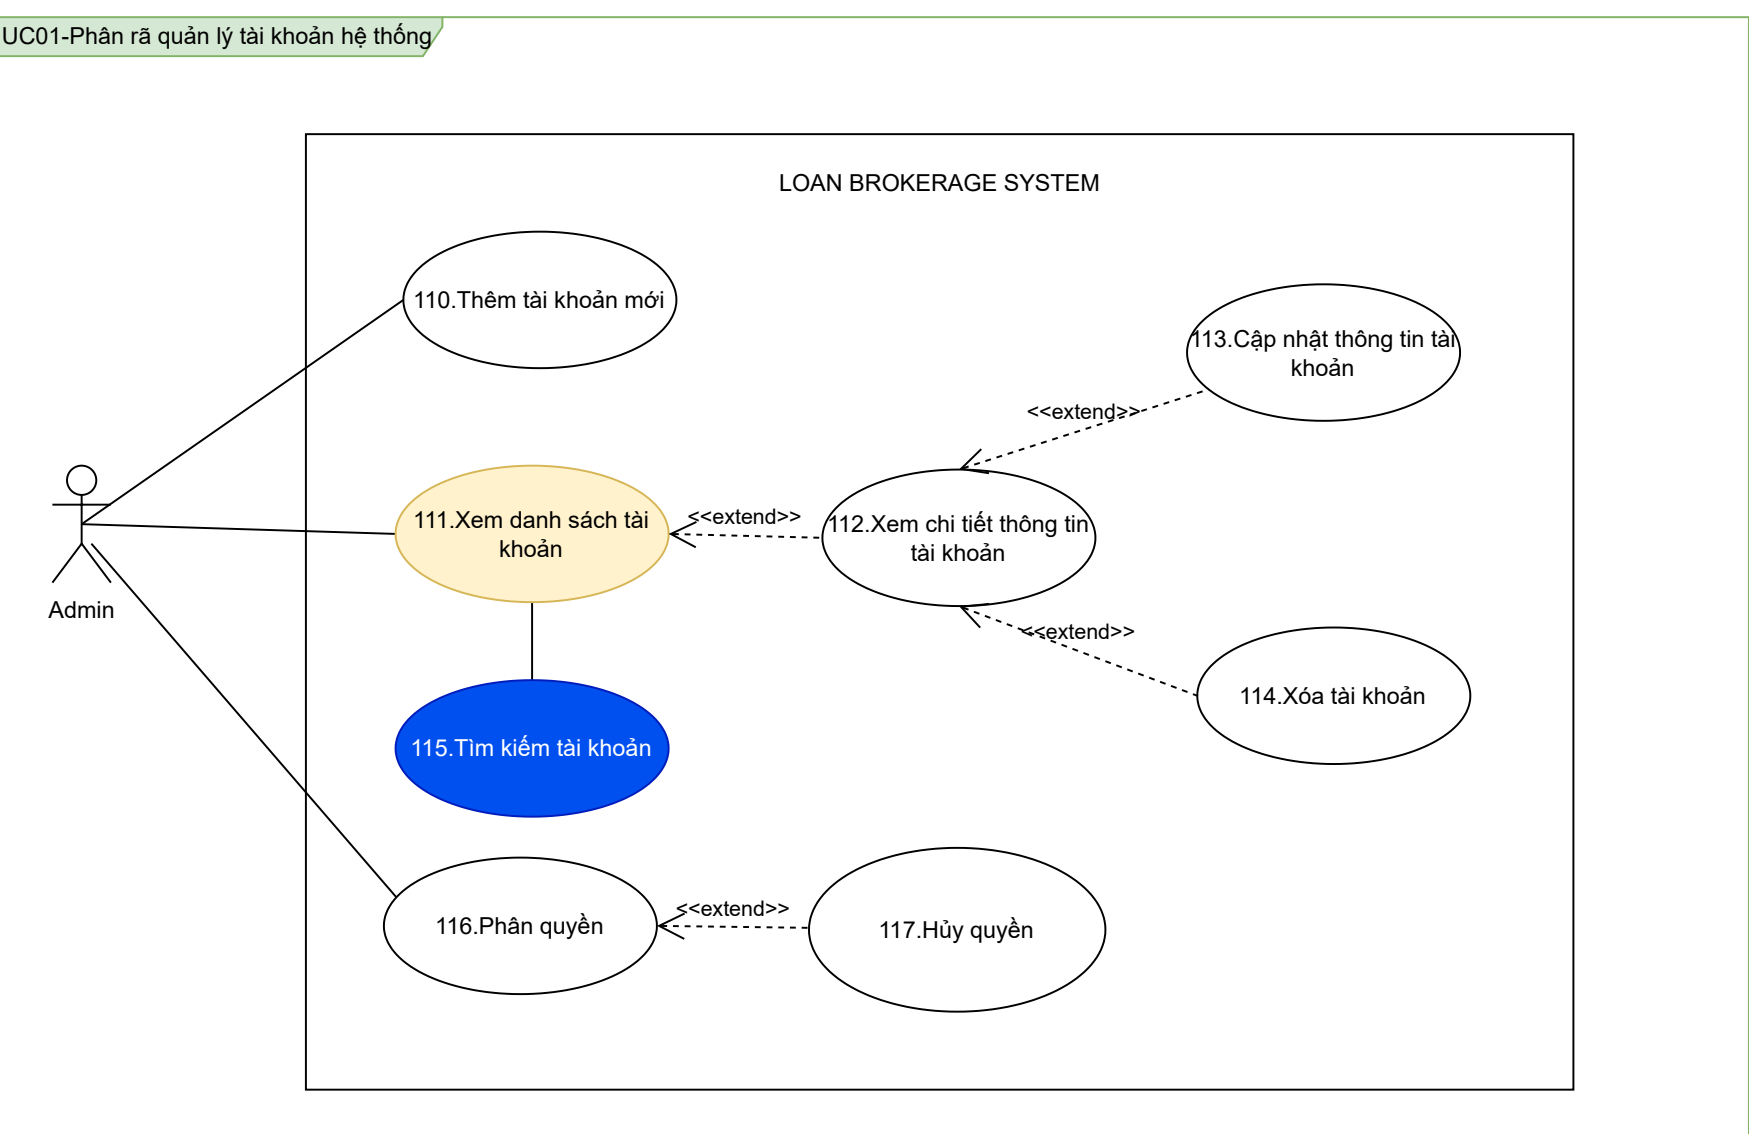 UC01-Phân rã quản lý tài khoản hệ thống
LOAN BROKERAGE SYSTEM
110.Thêm tài khoản mới
113.Cập nhật thông tin tài
khoản
<<extend>>
111.Xem danh sách tài
khoản
<<extend>>
112.Xem chi tiết thông tin
tài khoản
Admin
<<extend>>
114.Xóa tài khoản
115.Tìm kiếm tài khoản
116.Phân quyền
<<extend>>
117.Hủy quyền